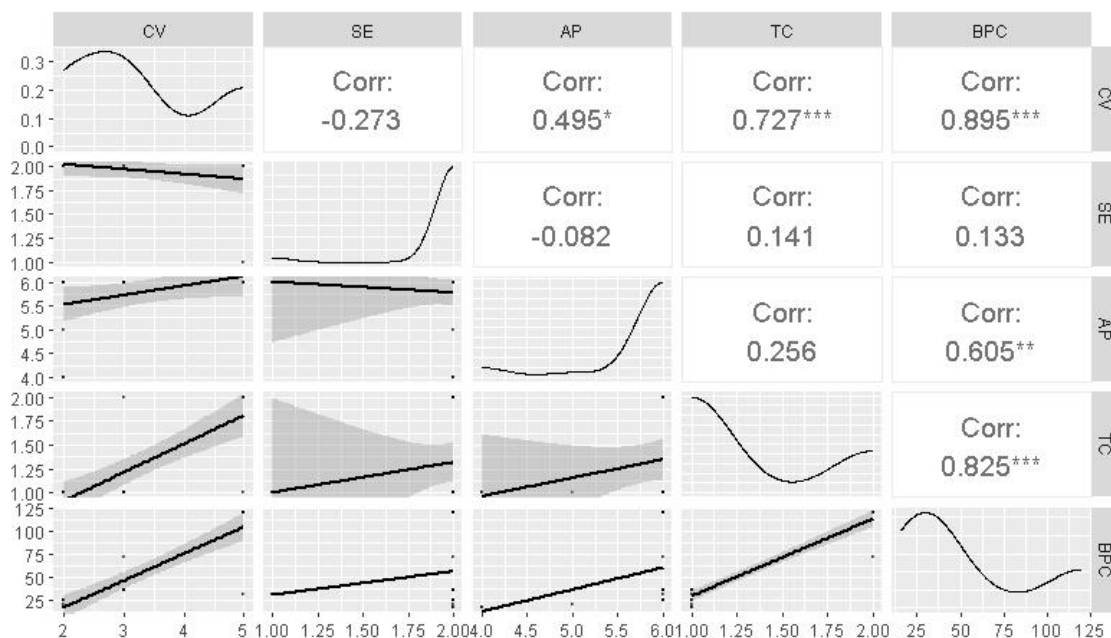 CV SE AP TC BPC
0.3
0.2
0.1
0.0
Corr:
-0.273
Corr:
0.495*
Corr:
0.727***
Corr:
0.895***
CV
2.00
1.75
1.50
1.25
1.00
Corr:
-0.082
Corr:
0.141
Corr:
0.133
SE
6.0
5.5
5.0
4.5
4.0
Corr:
0.256
Corr:
0.605**
AP
2.00
1.75
1.50
1.25
1.00
Corr:
0.825***
TC
125
100
75
50
25
BPC
2 3 4 5 1.00 1.25 1.50 1.75 2.00 4.0 4.5 5.0 5.5 6.0 1.00 1.25 1.50 1.75 2.00 25 50 75 100 125